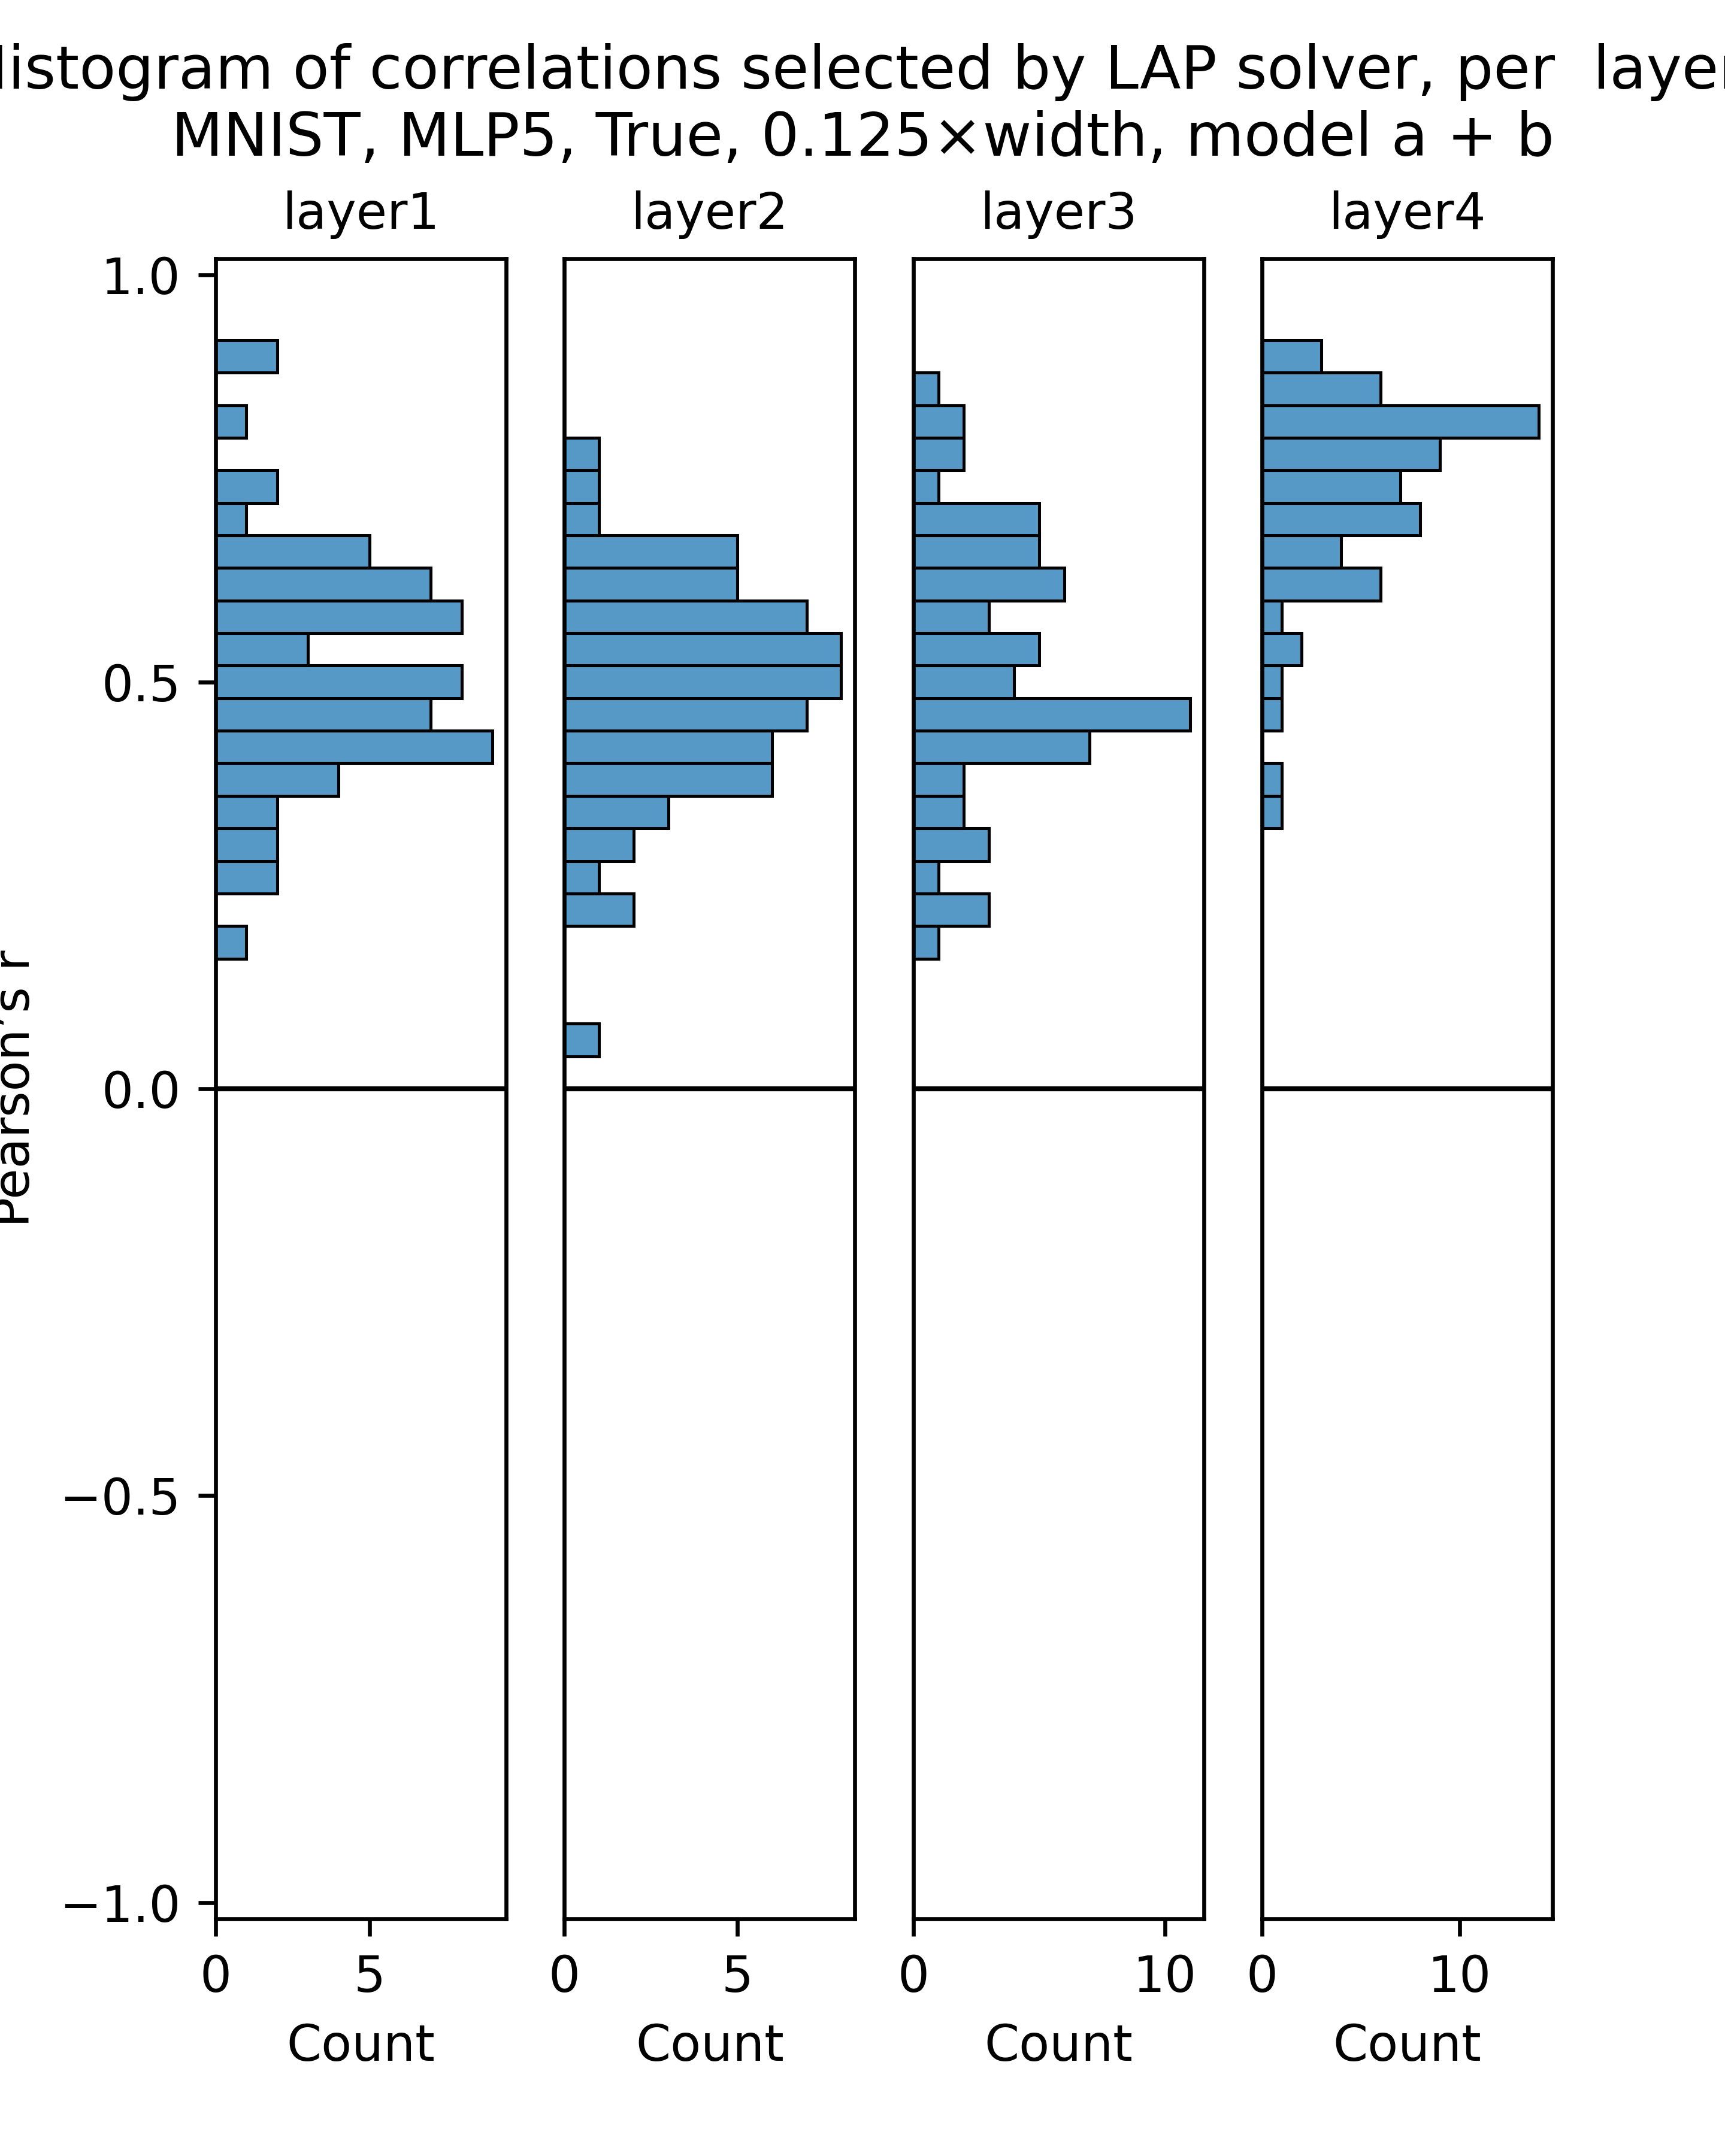 istogram of correlations selected by LAP solver, per layer
MNIST, MLP5, True, 0.125×width, model a + b
layer1 layer2 layer3 layer4
1.0
0.5
0.0
−0.5
−1.0
Pearson’s r
0 5 0 5 0 10 0 10
Count Count Count Count